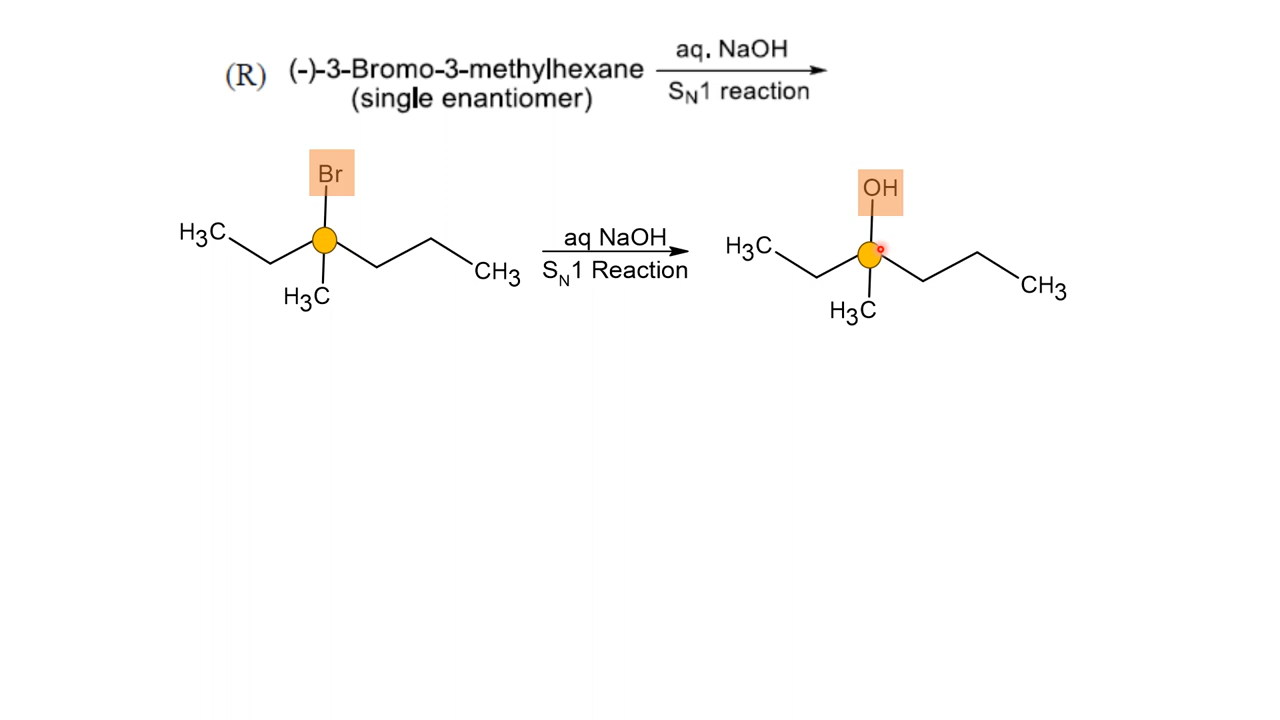 (R) (-)-3-Bromo-3-methylhexane aq. NaOH
(single enantiomer) SN1 reaction
Br
H3C
CH3
H3C
aq NaOH
SN1 Reaction
OH
H3C
CH3
H3C